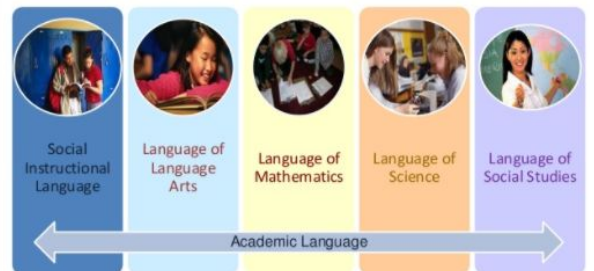 Social
Instructional
Language
Language of
Language
Arts
Language of
Mathematics
Language of
Science
Language of
Social Studies
Academic Language